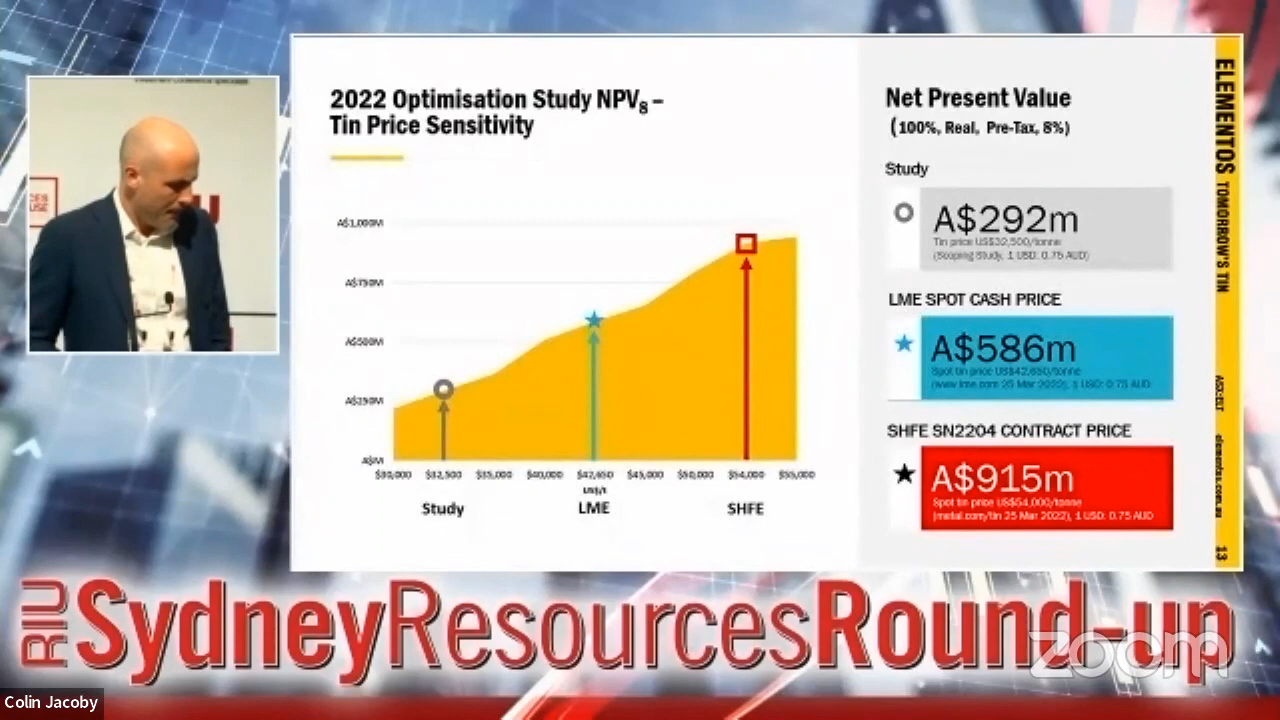 2022 Optimisation Study NPV8 –
Tin Price Sensitivity
A$1,000M
A$750M
A$500M
A$250M
A$M
$30,000 $32,500 $35,000 $40,000 $42,650 $45,000 $50,000 $54,000 $55,000
US$/t
Study LME SHFE
Net Present Value
(100%, Real, Pre-Tax, 8%)
Study
A$292m
Tin price US$32,500/tonne
(Scoping Study, 1 USD: 0.75 AUD)
LME SPOT CASH PRICE
A$586m
Spot tin price US$42,650/tonne
(www.lme.com 25 Mar 2022), 1 USD: 0.75 AUD
SHFE SN2204 CONTRACT PRICE
A$915m
Spot tin price US$54,000/tonne
(metal.com/tin 25 Mar 2022), 1 USD: 0.75 AUD
ELEMENTOS TOMORROW'S TIN
ASX:ELT
elementos.com.au
13
RIU SydneyResourcesRound-up
zoom
Colin Jacoby